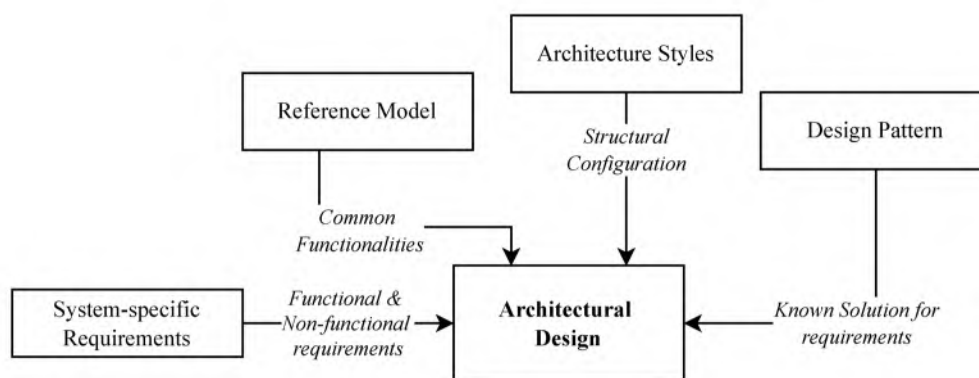 Architecture Styles
Reference Model
Design Pattern
Structural
Configuration
Common
Functionalities
System-specific
Requirements
Functional &
Non-functional
requirements
Architectural
Design
Known Solution for
requirements